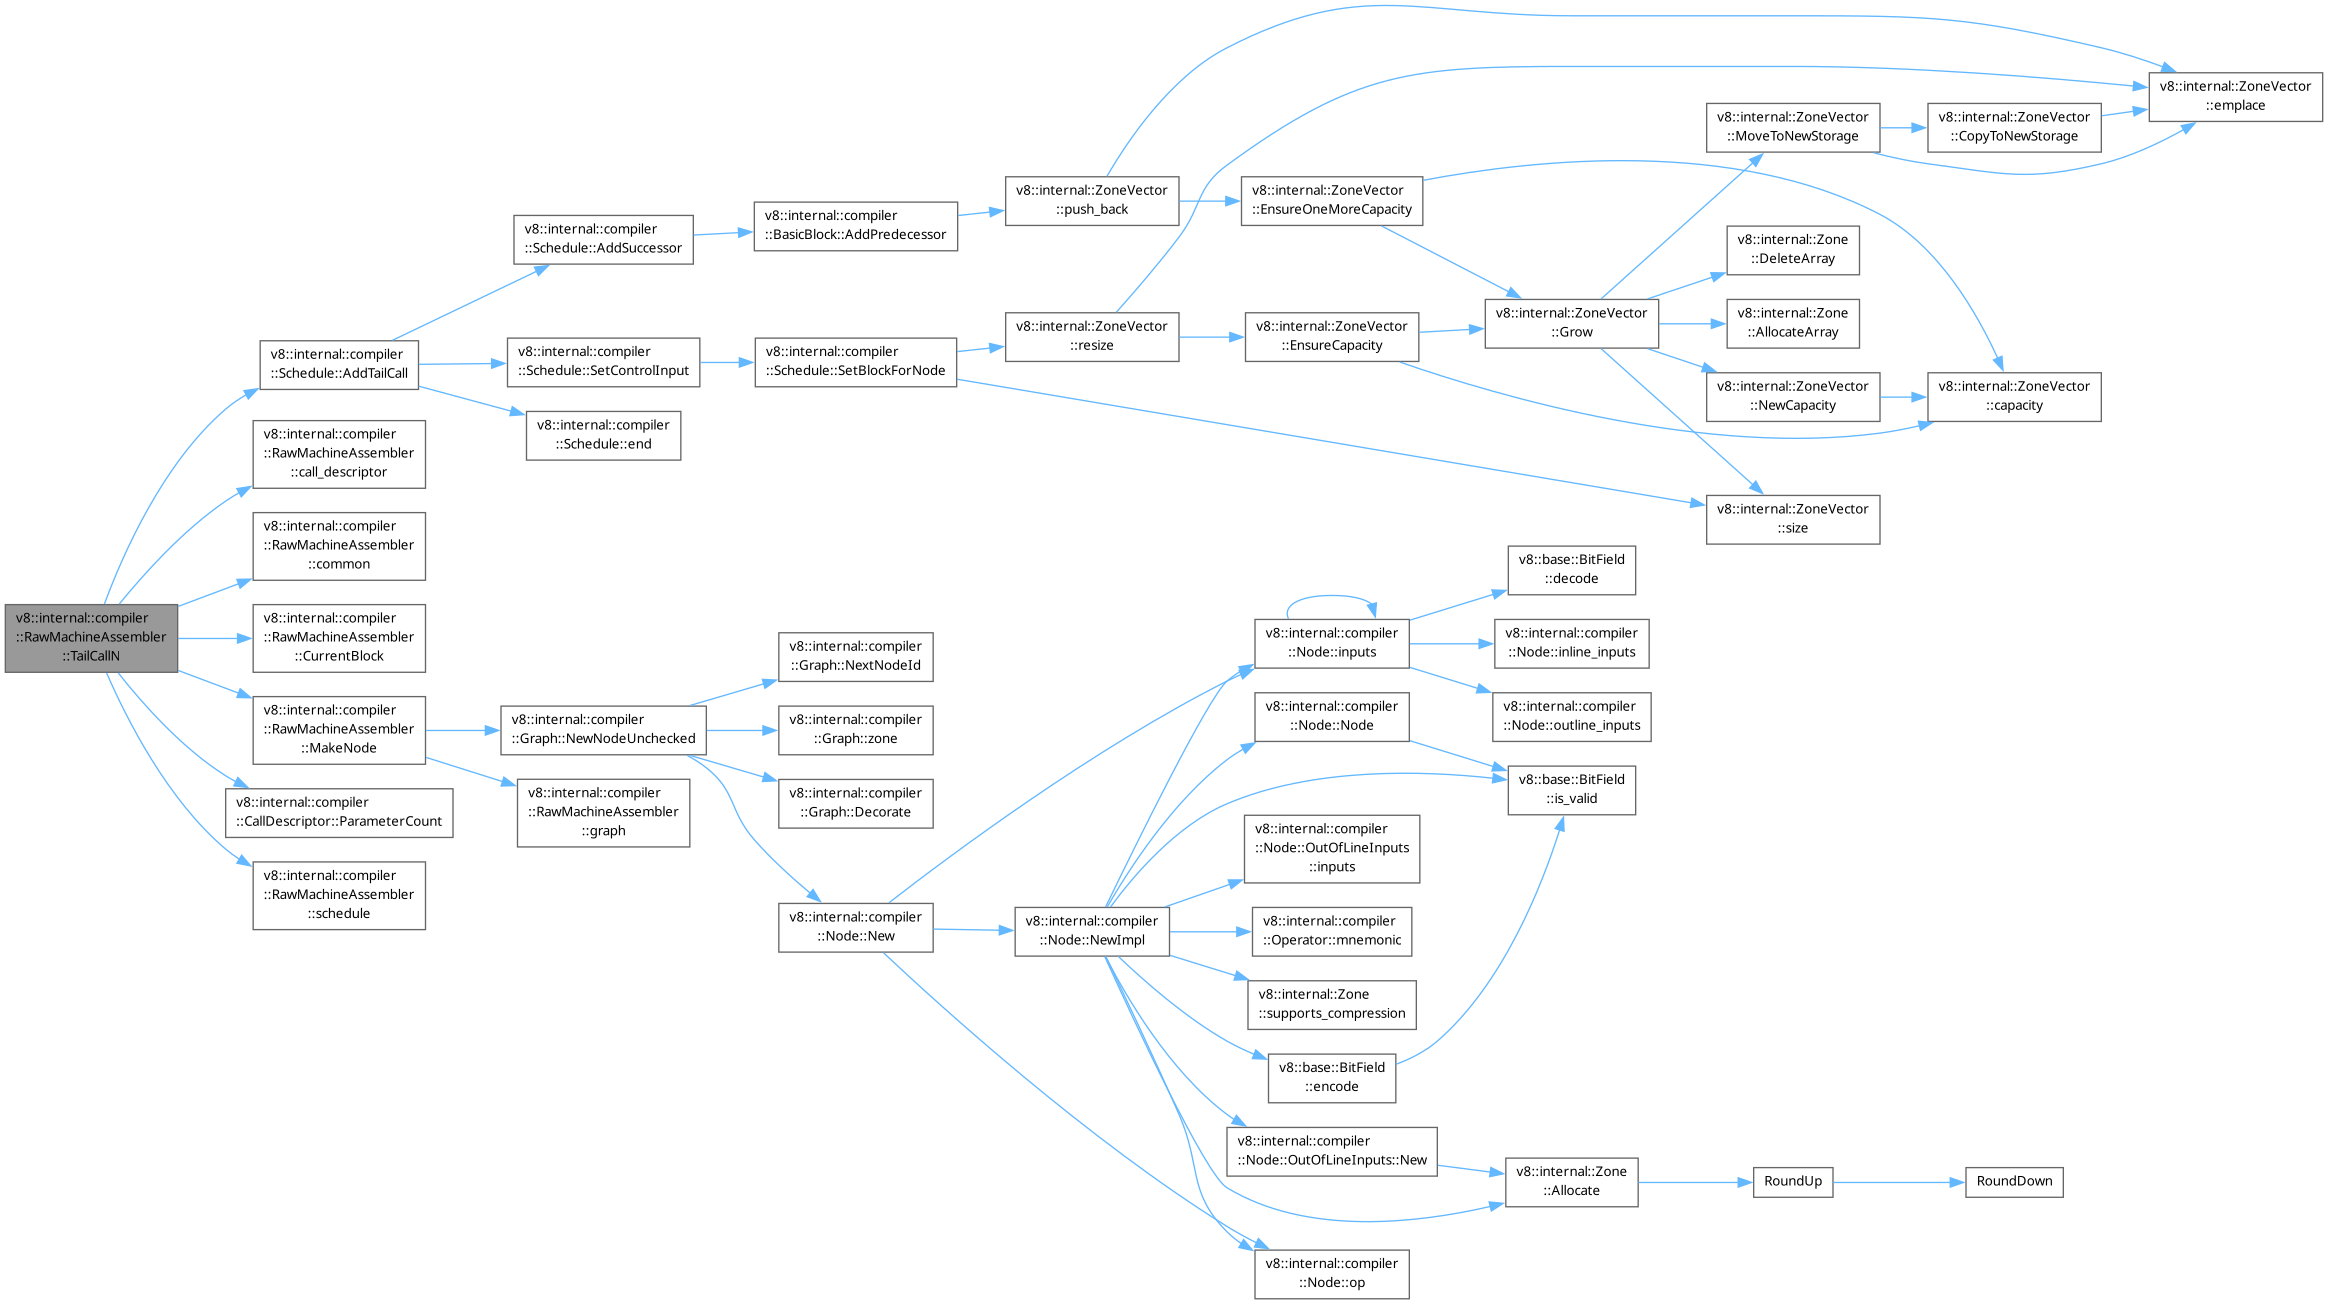 v8::internal::compiler
::RawMachineAssembler
::TailCallN
v8::internal::compiler
::Schedule::AddTailCall
v8::internal::compiler
::RawMachineAssembler
::call_descriptor
v8::internal::compiler
::RawMachineAssembler
::common
v8::internal::compiler
::RawMachineAssembler
::CurrentBlock
v8::internal::compiler
::RawMachineAssembler
::MakeNode
v8::internal::compiler
::CallDescriptor::ParameterCount
v8::internal::compiler
::RawMachineAssembler
::schedule
v8::internal::compiler
::Schedule::AddSuccessor
v8::internal::compiler
::Schedule::SetControlInput
v8::internal::compiler
::Schedule::end
v8::internal::compiler
::Graph::NewNodeUnchecked
v8::internal::compiler
::RawMachineAssembler
::graph
v8::internal::compiler
::BasicBlock::AddPredecessor
v8::internal::compiler
::Schedule::SetBlockForNode
v8::internal::compiler
::Graph::NextNodeId
v8::internal::compiler
::Graph::zone
v8::internal::compiler
::Graph::Decorate
v8::internal::compiler
::Node::New
v8::internal::ZoneVector
::push_back
v8::internal::ZoneVector
::resize
v8::internal::compiler
::Node::NewImpl
v8::internal::ZoneVector
::EnsureOneMoreCapacity
v8::internal::ZoneVector
::EnsureCapacity
v8::internal::compiler
::Node::inputs
v8::internal::compiler
::Node::Node
v8::internal::compiler
::Node::OutOfLineInputs
::inputs
v8::internal::compiler
::Operator::mnemonic
v8::internal::Zone
::supports_compression
v8::base::BitField
::encode
v8::internal::compiler
::Node::OutOfLineInputs::New
v8::internal::compiler
::Node::op
v8::internal::ZoneVector
::Grow
v8::base::BitField
::decode
v8::internal::compiler
::Node::inline_inputs
v8::internal::compiler
::Node::outline_inputs
v8::base::BitField
::is_valid
v8::internal::Zone
::Allocate
v8::internal::ZoneVector
::MoveToNewStorage
v8::internal::Zone
::DeleteArray
v8::internal::Zone
::AllocateArray
v8::internal::ZoneVector
::NewCapacity
v8::internal::ZoneVector
::size
RoundUp
v8::internal::ZoneVector
::CopyToNewStorage
v8::internal::ZoneVector
::capacity
RoundDown
v8::internal::ZoneVector
::emplace